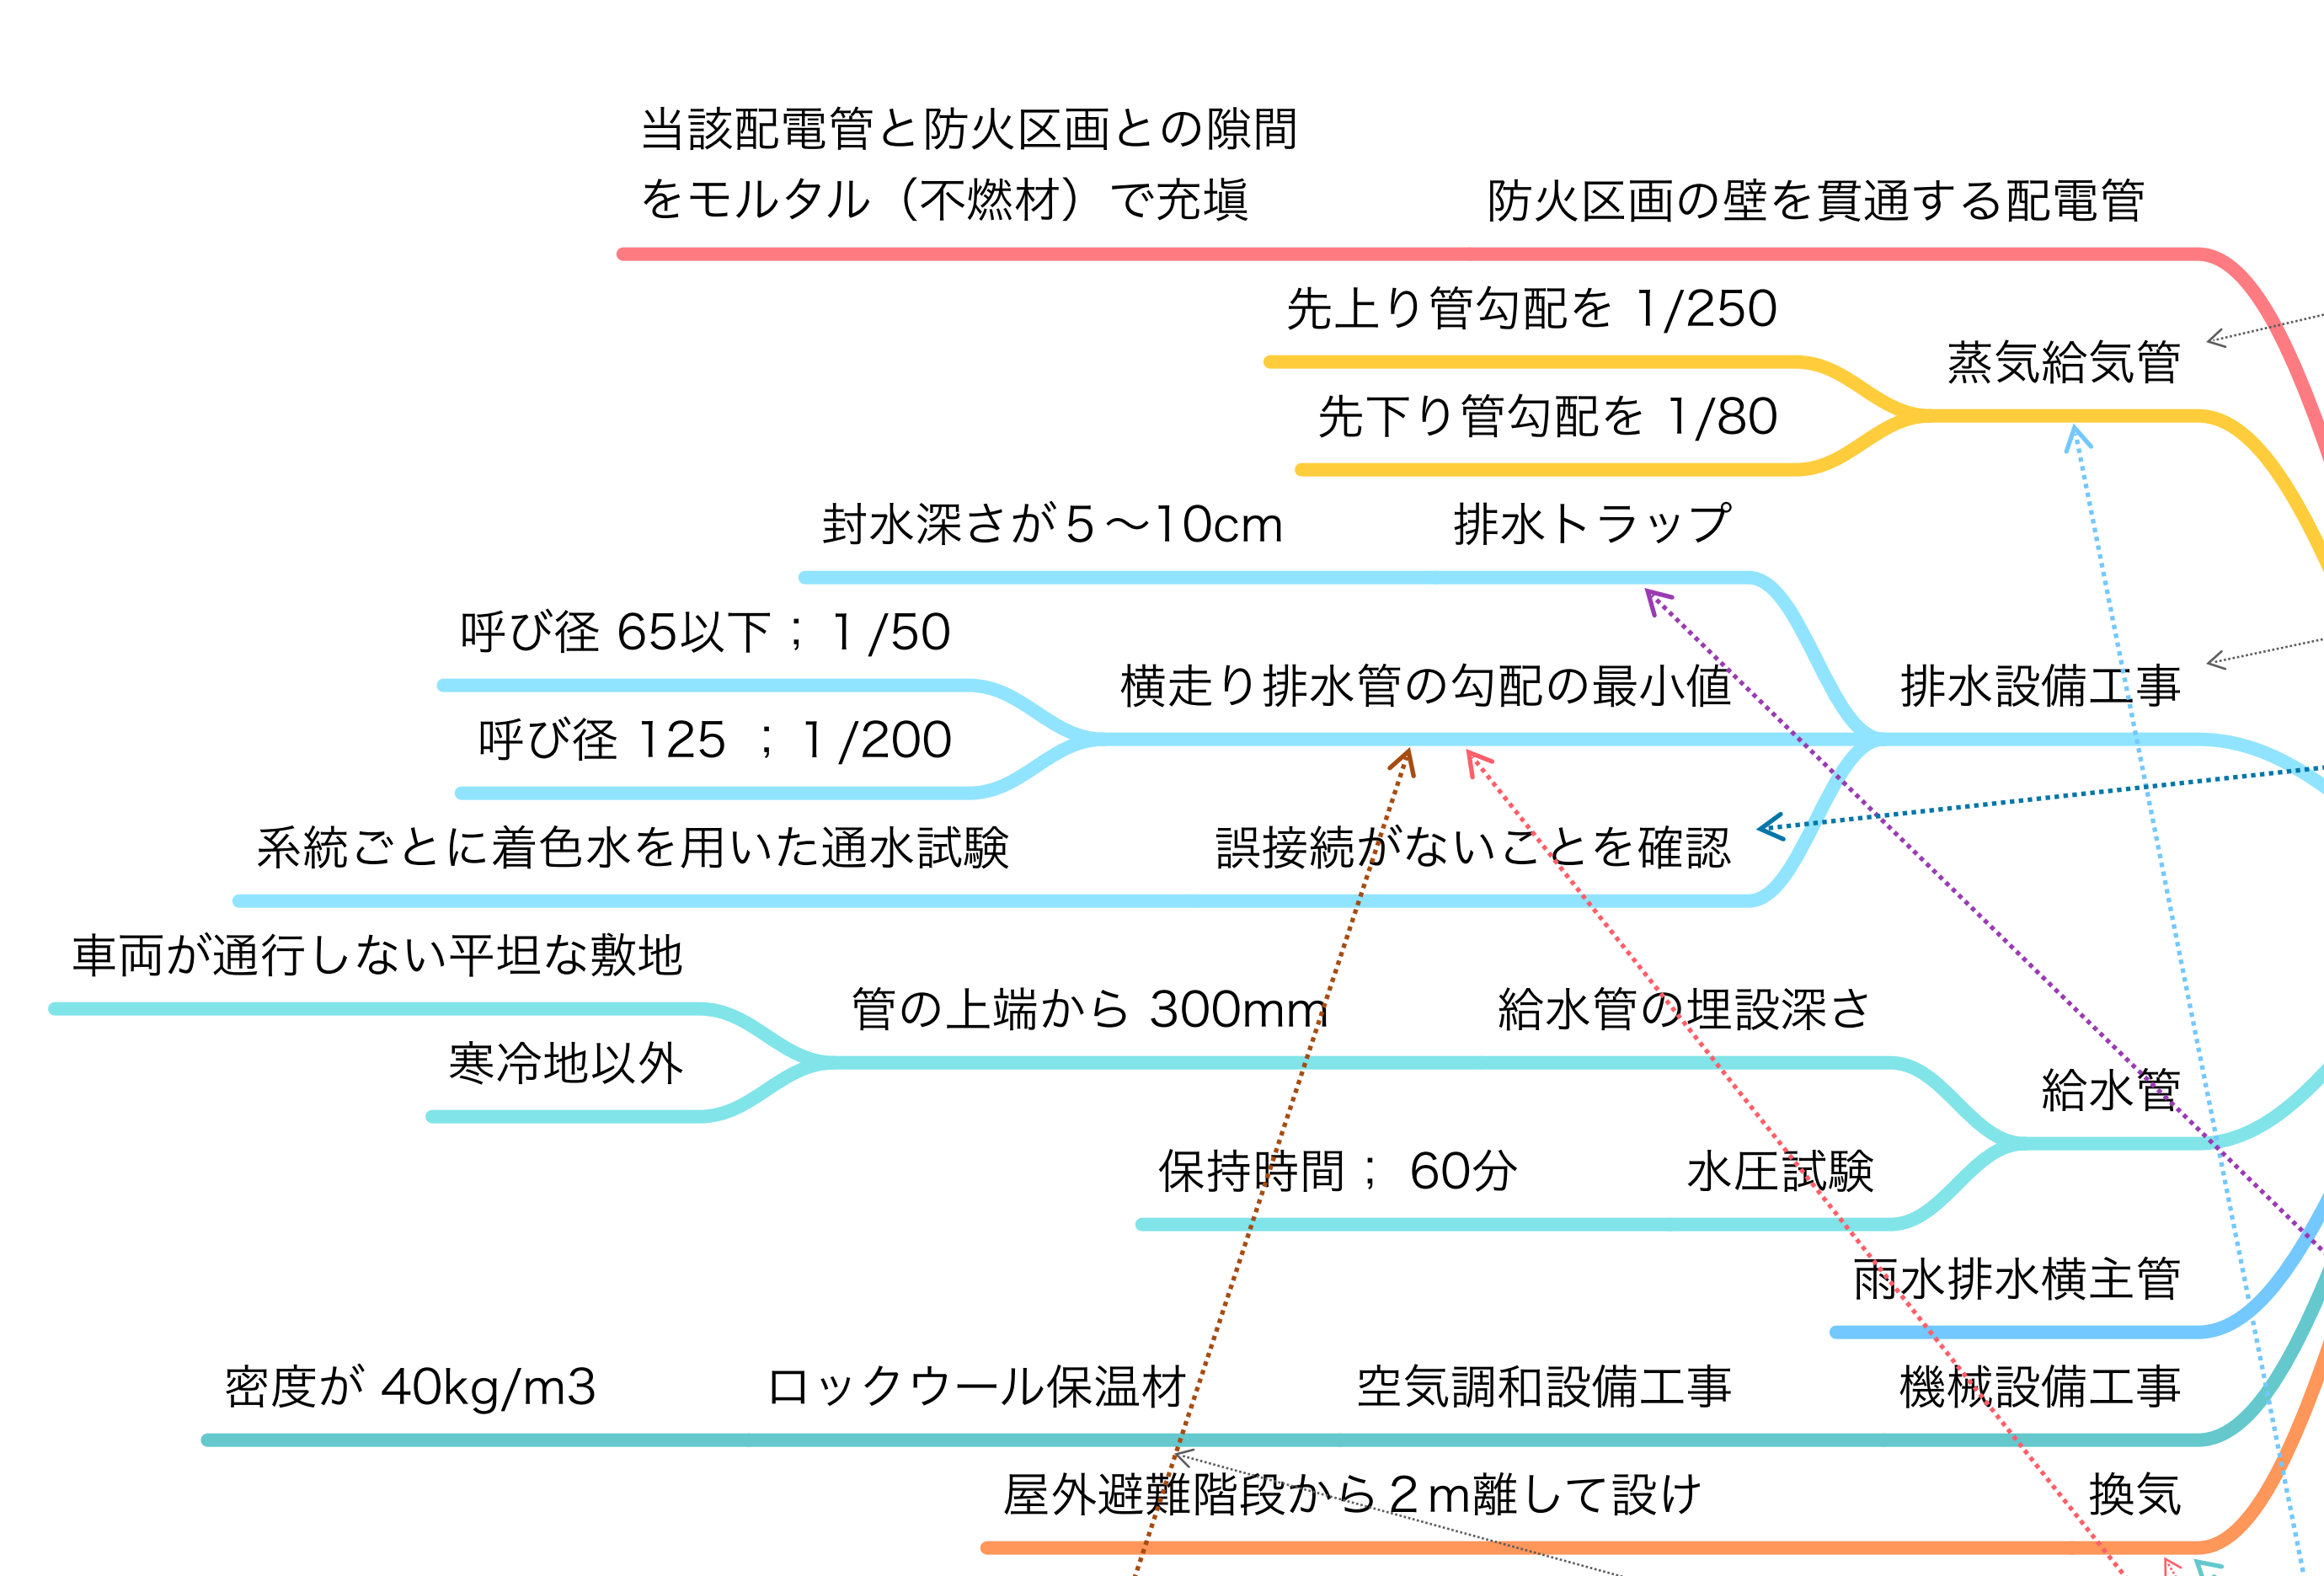 当該配電管と防火区画との隙間
をモルタル（不燃材）で充塡
防火区画の壁を貫通する配電管
先上り管勾配を 1/250
蒸気給気管
先下り管勾配を 1/80
封水深さが５〜10cm
排水トラップ
呼び径 65以下；１/50
横走り排水管の勾配の最小値
排水設備工事
呼び径 125 ；１/200
系統ごとに着色水を用いた通水試験
誤接続がないことを確認
車両が通行しない平坦な敷地
管の上端から 300mm
給水管の埋設深さ
寒冷地以外
給水管
保持時間； 60分
水圧試験
雨水排水横主管
密度が 40kg/m3
ロックウール保温材
空気調和設備工事
機械設備工事
屋外避難階段から２ｍ離して設け
換気